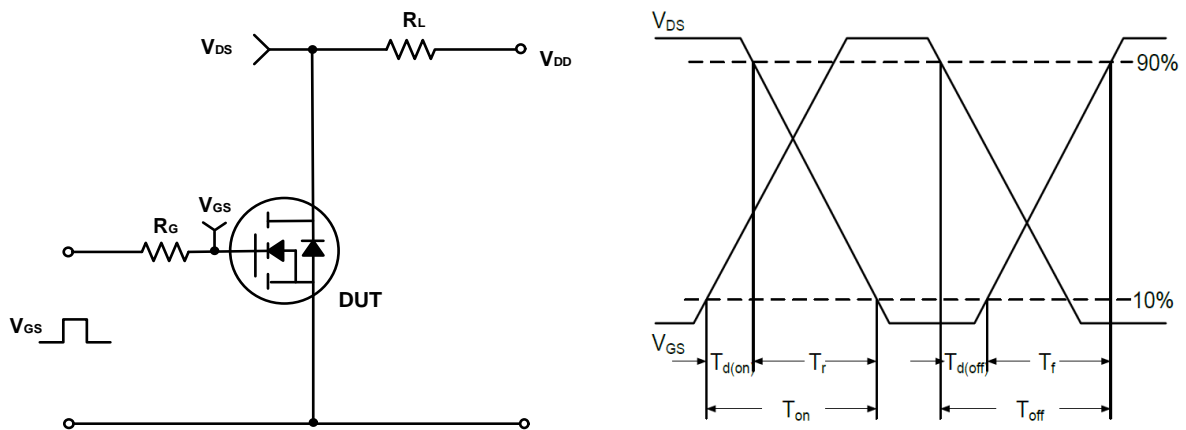 RL
VDS
VDD
VGS
RG
DUT
VGS
VDS
90%
10%
VGS
Td(on)
Tr
Td(off)
Tf
Ton
Toff